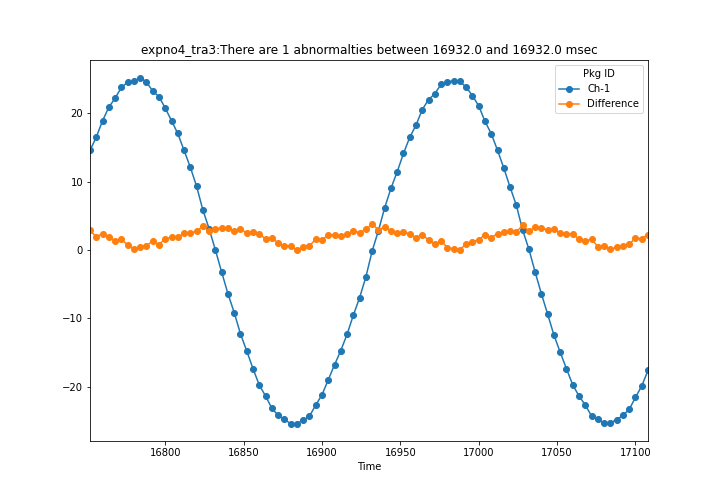 expno4_tra3:There are 1 abnormalties between 16932.0 and 16932.0 msec
Pkg ID
Ch-1
Difference
20
10
0
−10
−20
16800 16850 16900 16950 17000 17050 17100
Time